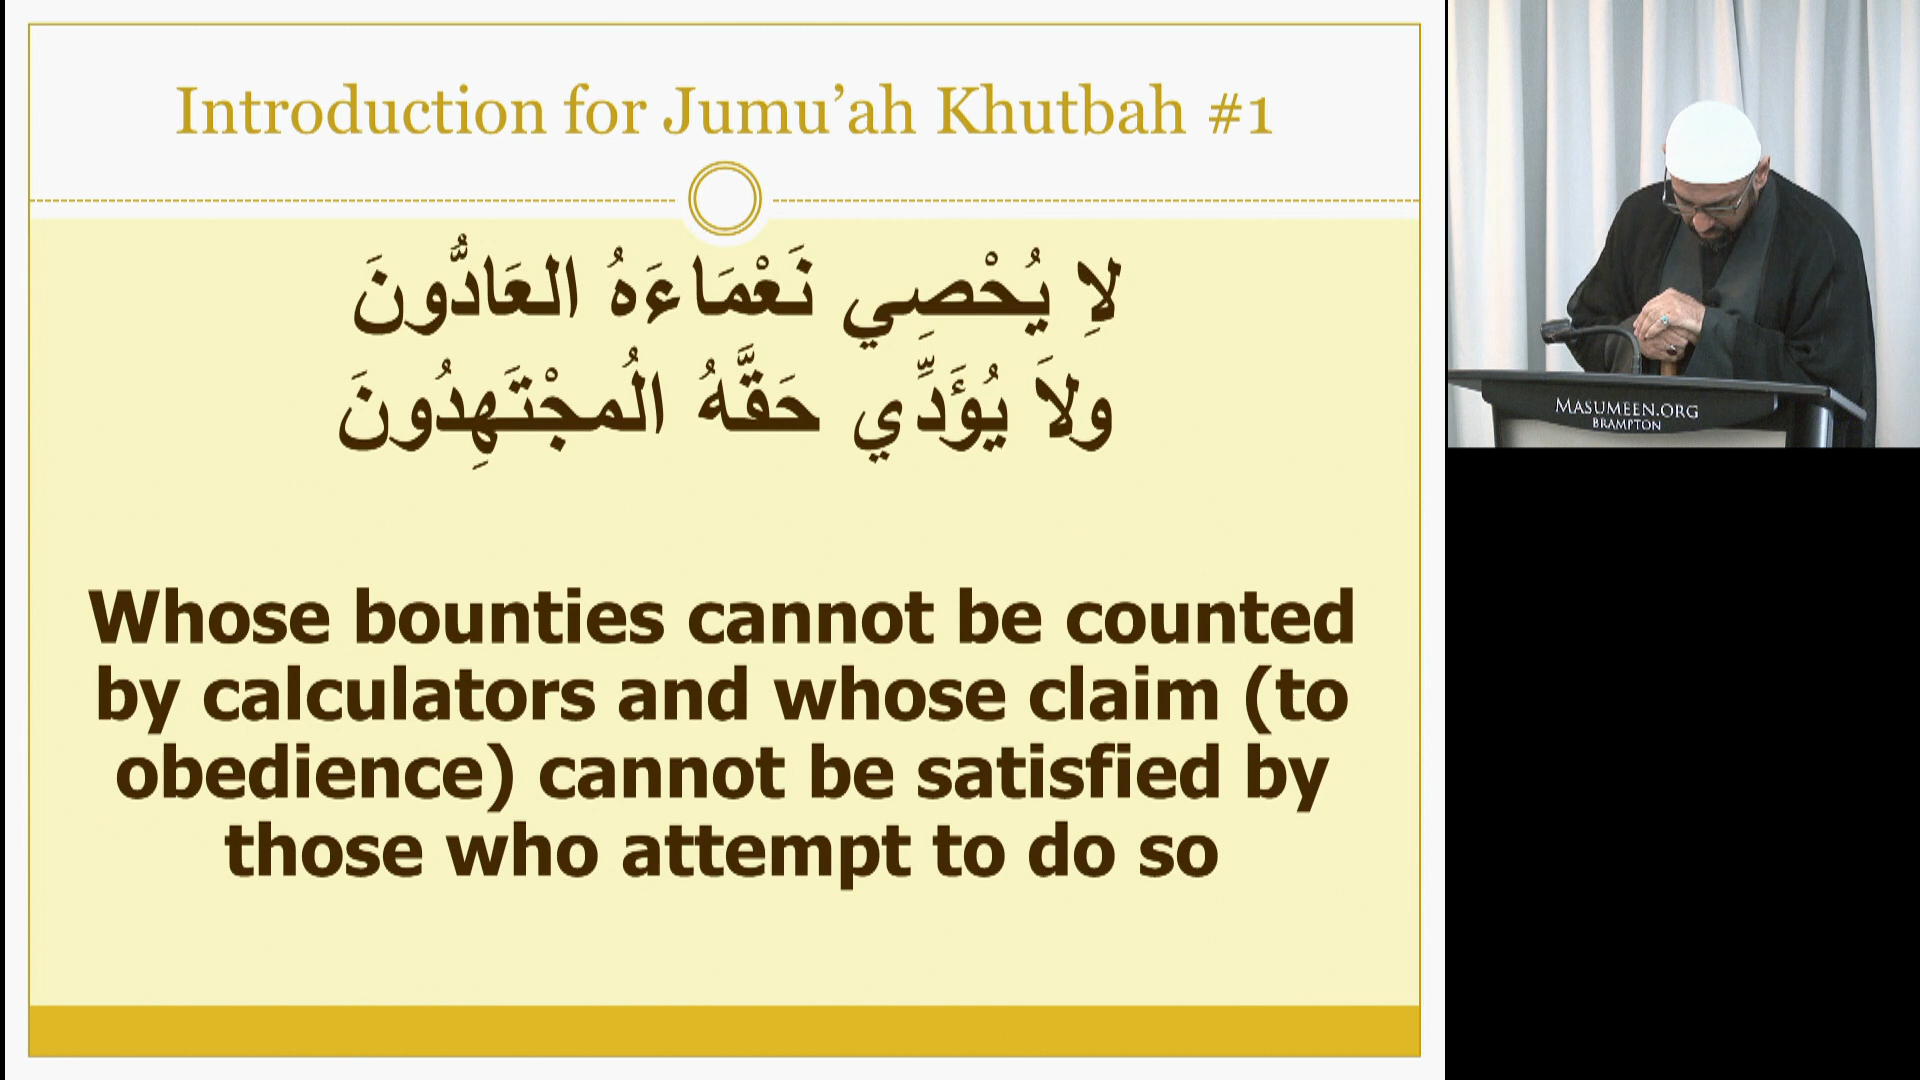 Introduction for Jumu’ah Khutbah #1
لاِ يُحْصِي نَعْمَاءَهُ العَادُّونَ
ولاَ يُؤَدِّي حَقَّهُ الُمجْتَهِدُونَ
Whose bounties cannot be counted
by calculators and whose claim (to
obedience) cannot be satisfied by
those who attempt to do so
MASUMEEN.ORG
BRAMPTON